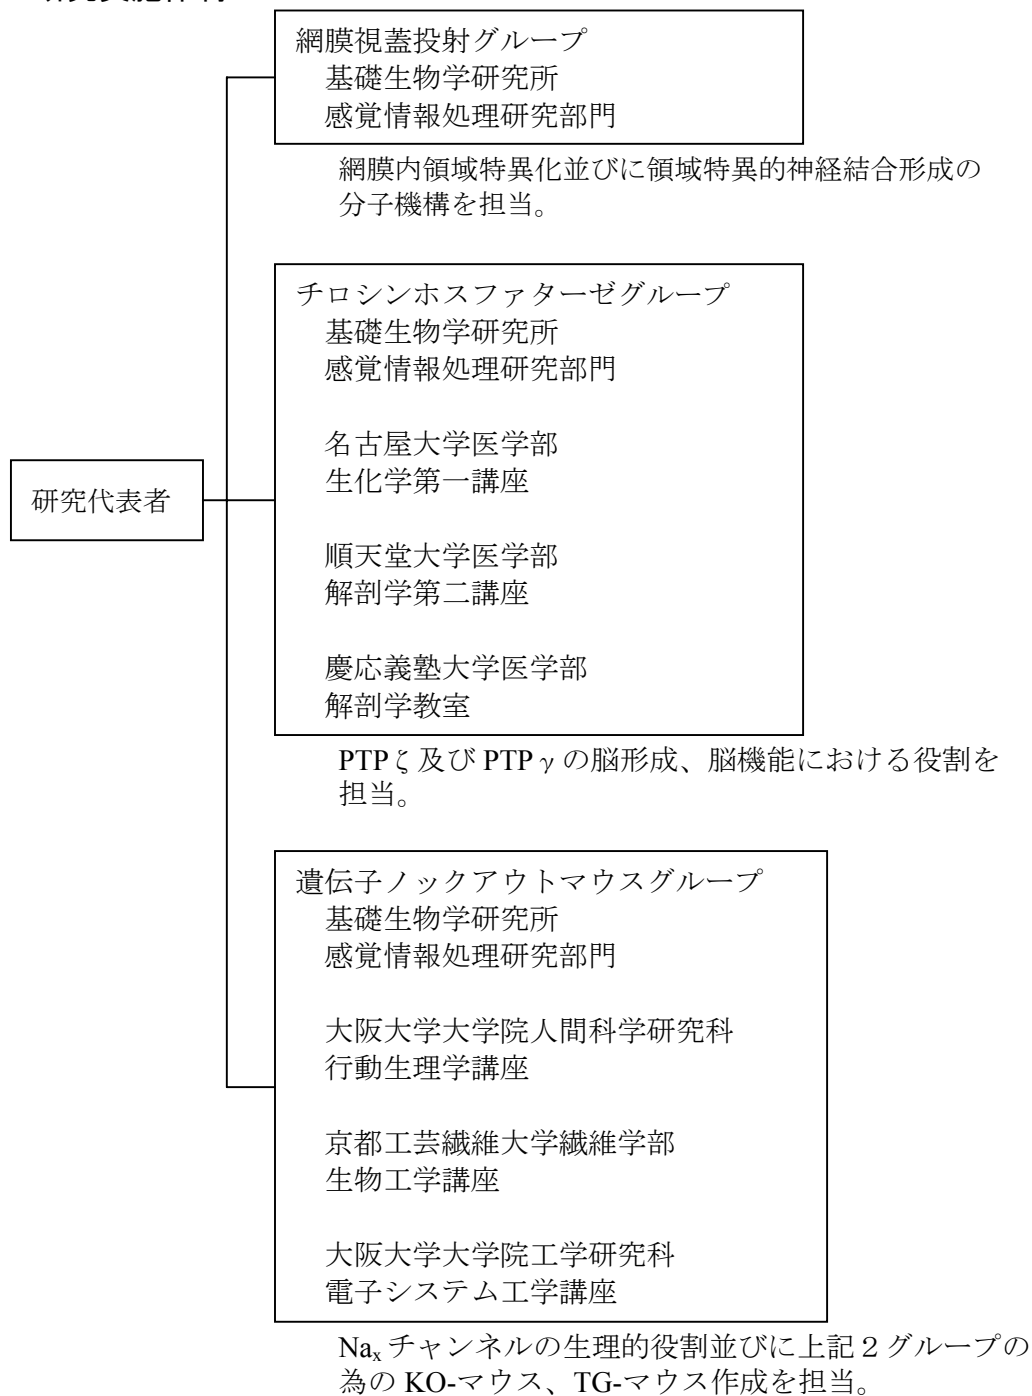 網膜視蓋投射グループ
基礎生物学研究所
感覚情報処理研究部門
網膜内領域特異化並びに領域特異的神経結合形成の
分子機構を担当。
チロシンホスファターゼグループ
基礎生物学研究所
感覚情報処理研究部門
名古屋大学医学部
生化学第一講座
研究代表者
順天堂大学医学部
解剖学第二講座
慶応義塾大学医学部
解剖学教室
PTPζ及び PTPγの脳形成、脳機能における役割を
担当。
遺伝子ノックアウトマウスグループ
基礎生物学研究所
感覚情報処理研究部門
大阪大学大学院人間科学研究科
行動生理学講座
京都工芸繊維大学繊維学部
生物工学講座
大阪大学大学院工学研究科
電子システム工学講座
Naxチャンネルの生理的役割並びに上記２グループの
為の KO-マウス、TG-マウス作成を担当。